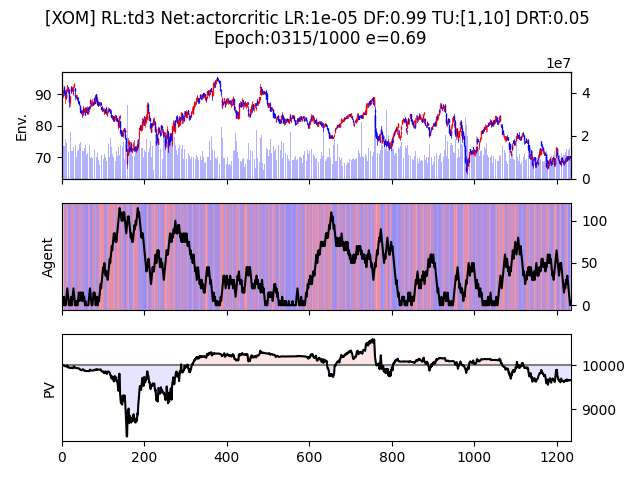 [XOM] RL:td3 Net:actorcritic LR:1e-05 DF:0.99 TU:[1,10] DRT:0.05
Epoch:0315/1000 e=0.69
1e7
Env.
90
80
70
4
2
0
Agent
100
50
0
PV
10000
9000
0 200 400 600 800 1000 1200